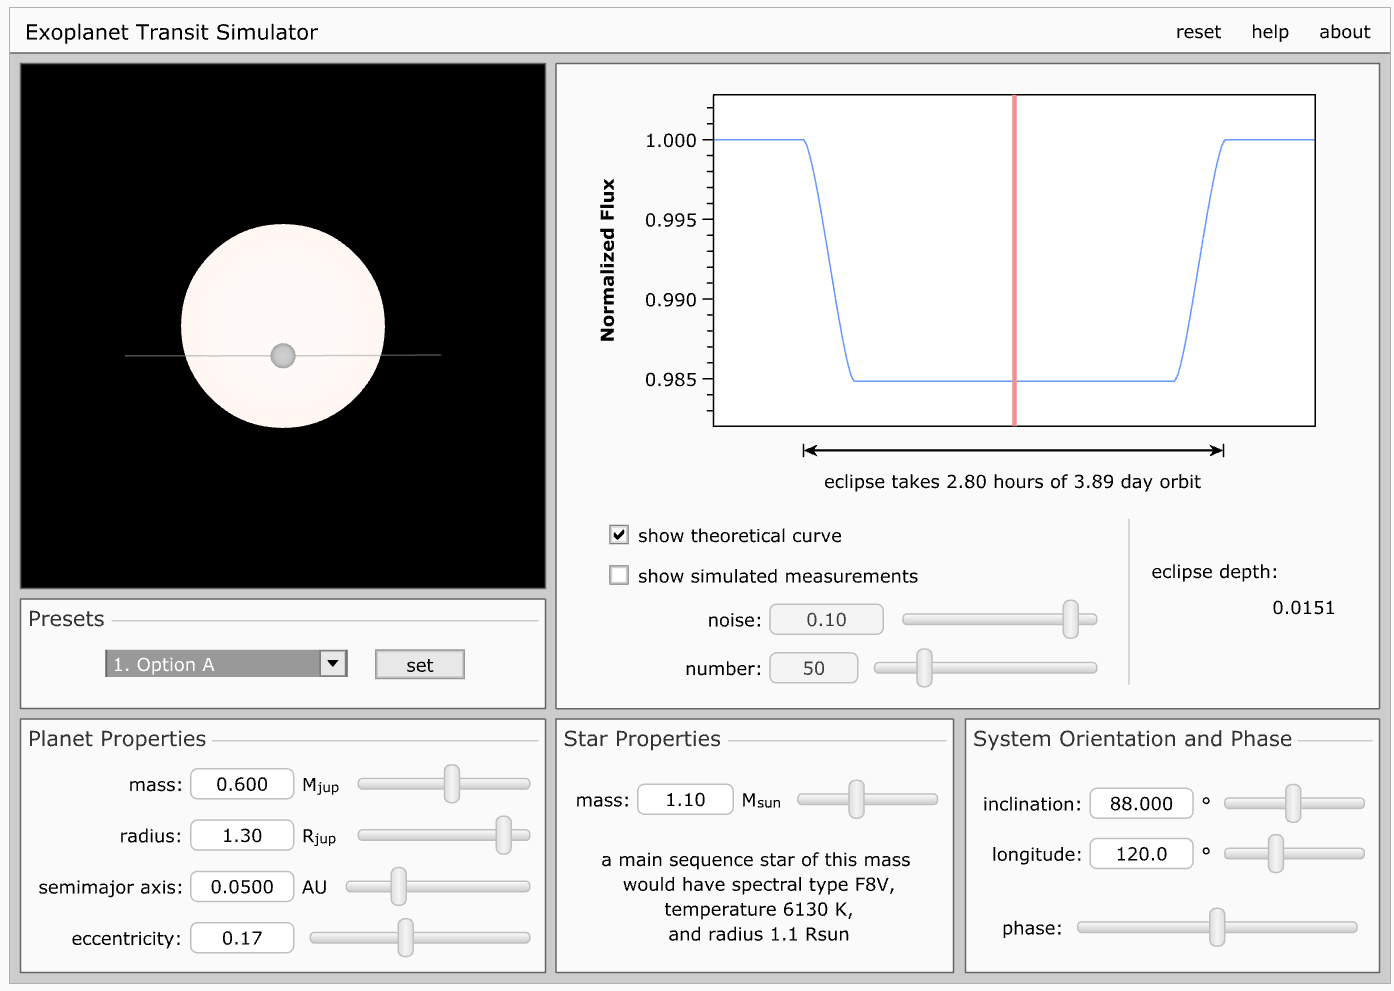 Exoplanet Transit Simulator
reset help about
Normalized Flux
1.000
0.995
0.990
0.985
eclipse takes 2.80 hours of 3.89 day orbit
show theoretical curve
show simulated measurements
noise: 0.10
number: 50
eclipse depth:
0.0151
Presets
1. Option A
set
Planet Properties
mass: 0.600 Mjup
radius: 1.30 Rjup
semimajor axis: 0.0500 AU
eccentricity: 0.17
Star Properties
mass: 1.10 Msun
a main sequence star of this mass
would have spectral type F8V,
temperature 6130 K,
and radius 1.1 Rsun
System Orientation and Phase
inclination: 88.000 °
longitude: 120.0 °
phase: